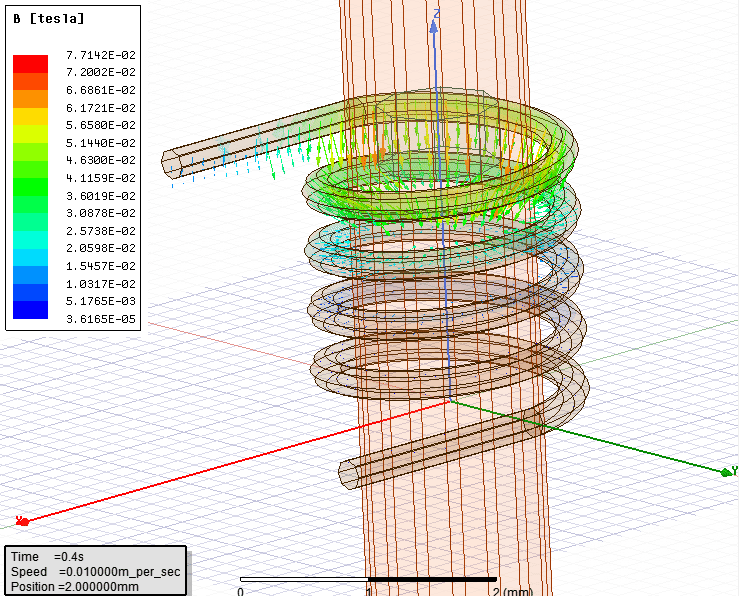 B [tesla]
7.7142E-02
7.2002E-02
6.6861E-02
6.1721E-02
5.6580E-02
5.1440E-02
4.6300E-02
4.1159E-02
3.6019E-02
3.0878E-02
2.5738E-02
2.0598E-02
1.5457E-02
1.0317E-02
5.1765E-03
3.6165E-05
Z
X
Y
Time =0.4s
Speed =0.010000m_per_sec
Position =2.000000mm
0 1 2 (mm)